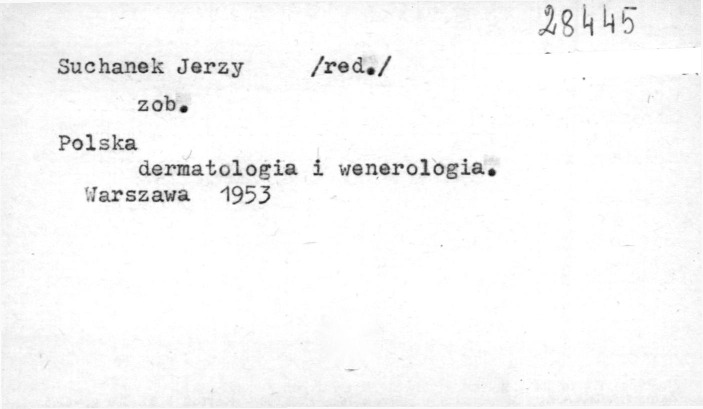 28445
Suchanek Jerzy /red./
zob.
Polska
dermatologia i wenerologia.
Warszawa 1953